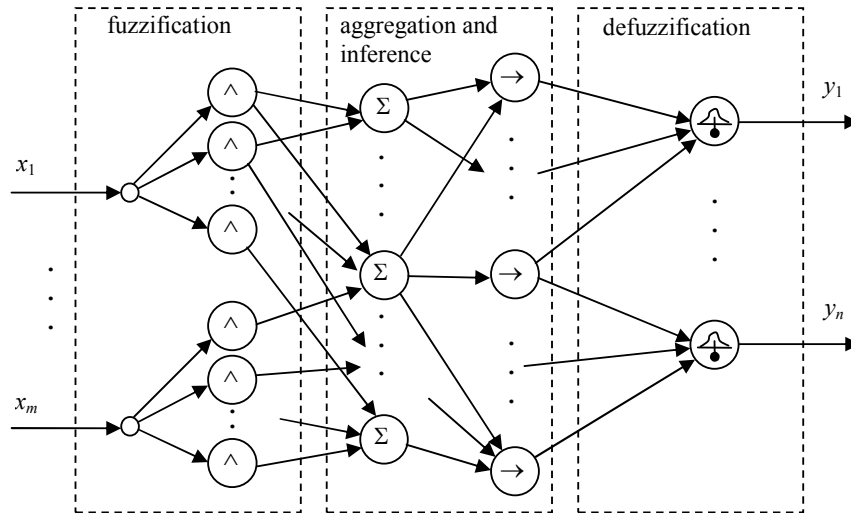 fuzzification
aggregation and
inference
defuzzification
^
^
^
^
^
^
Σ
Σ
Σ
→
→
→
x1
xm
y1
yn